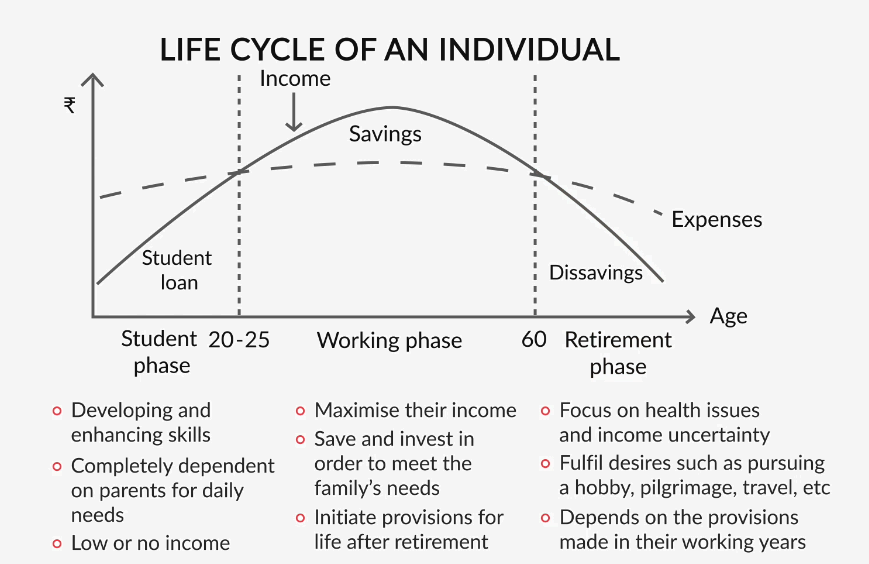 LIFE CYCLE OF AN INDIVIDUAL
Income
₹
Savings
Expenses
Student
loan
Dissavings
Age
Student
phase
20-25
Working phase
60
Retirement
phase
Developing and
enhancing skills
Completely dependent
on parents for daily
needs
Low or no income
Maximise their income
Save and invest in
order to meet the
family’s needs
Initiate provisions for
life after retirement
Focus on health issues
and income uncertainty
Fulfil desires such as pursuing
a hobby, pilgrimage, travel, etc
Depends on the provisions
made in their working years